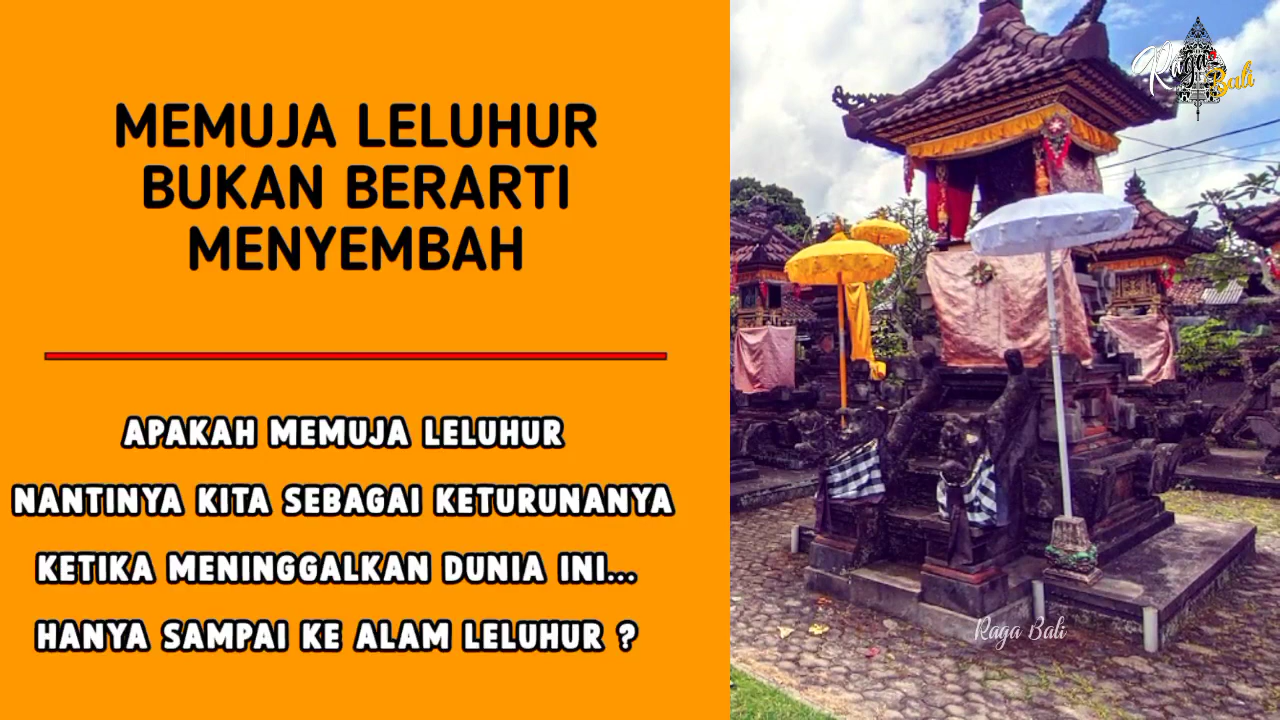 MEMUJA LELUHUR
BUKAN BERARTI
MENYEMBAH
APAKAH MEMUJA LELUHUR
NANTINYA KITA SEBAGAI KETURUNANYA
KETIKA MENINGGALKAN DUNIA INI...
HANYA SAMPAI KE ALAM LELUHUR ?
Raga Bali
Raga Bali